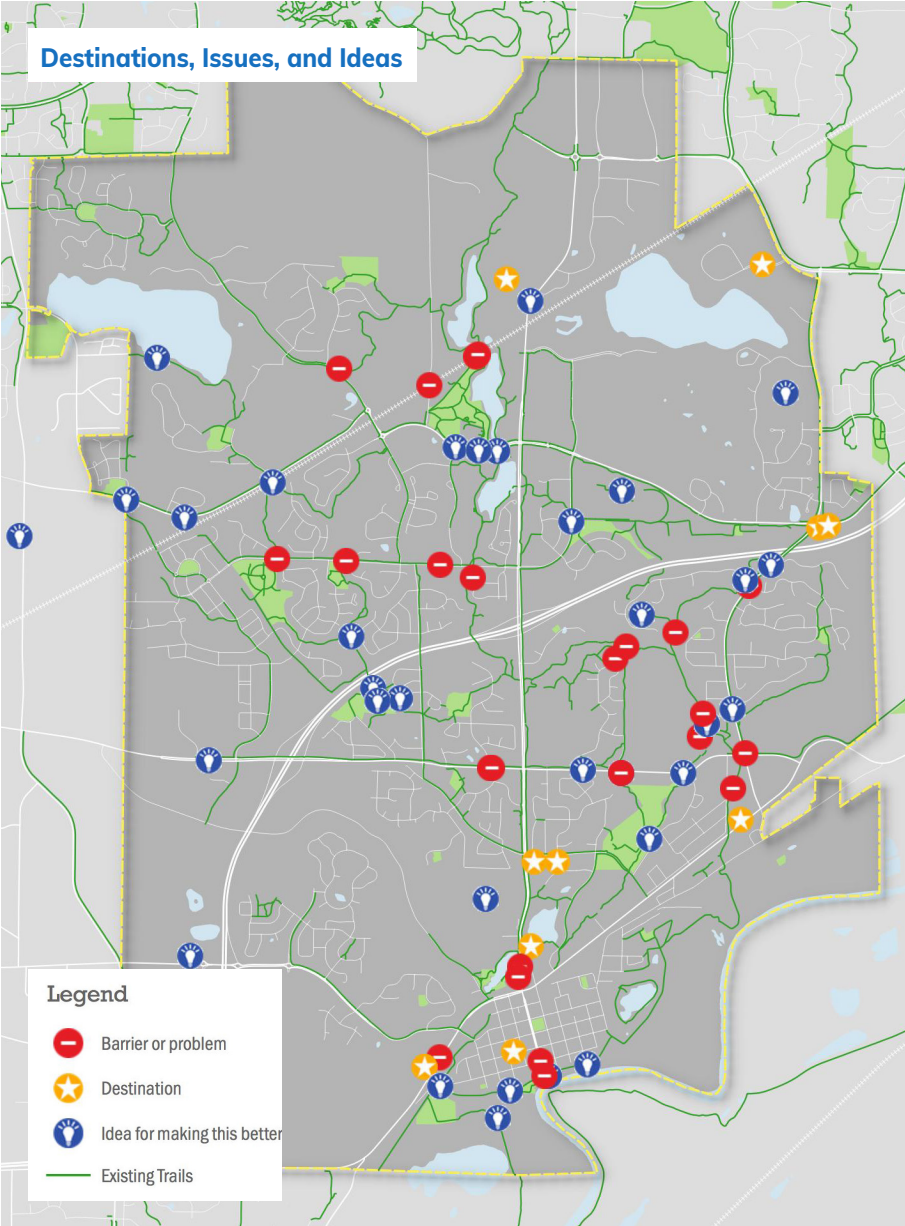 Destinations, Issues, and Ideas
Legend
Barrier or problem
Destination
Idea for making this better
Existing Trails